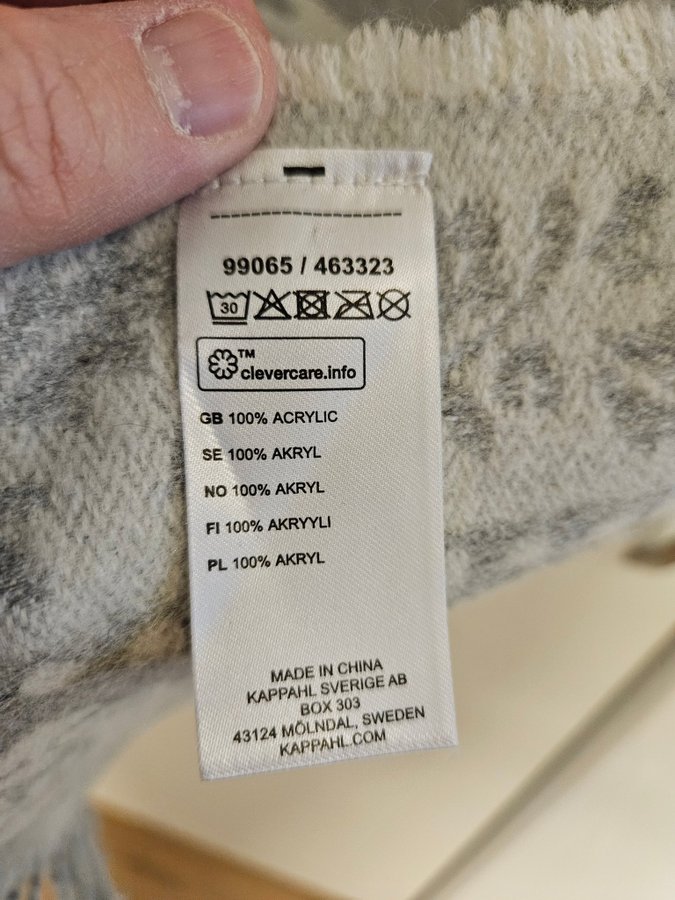 99065 / 463323
30
TM
clevercare.info
GB 100% ACRYLIC
SE 100% AKRYL
NO 100% AKRYL
FI 100% AKRYYLI
PL 100% AKRYL
MADE IN CHINA
KAPPAHL SVERIGE AB
BOX 303
43124 MÖLNDAL, SWEDEN
KAPPAHL.COM